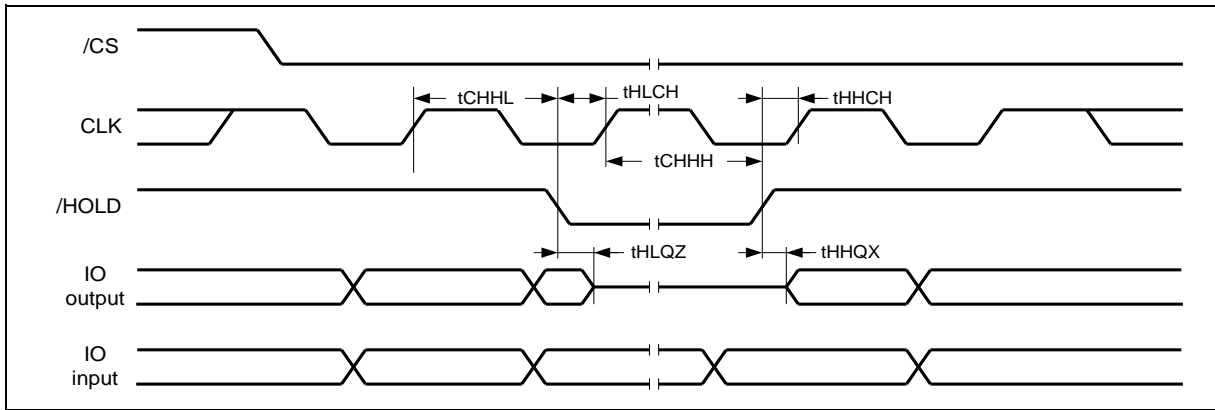 /CS
tCHHL
tHLCH
tHHCH
CLK
tCHHH
/HOLD
tHLQZ
tHHQX
IO
output
IO
input